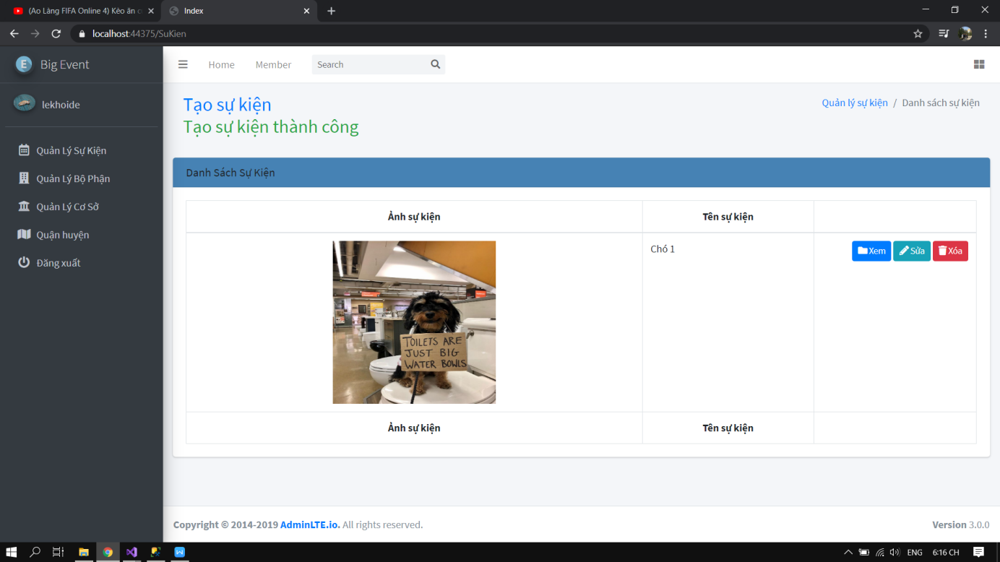 (Ao Làng FIFA Online 4) Kèo ăn c
Index
localhost:44375/SuKien
E
Big Event
Home
Member
Search
lekhoide
Tạo sự kiện
Quản lý sự kiện / Danh sách sự kiện
Tạo sự kiện thành công
Quản Lý Sự Kiện
Quản Lý Bộ Phận
Quản Lý Cơ Sở
Quận huyện
Đăng xuất
Danh Sách Sự Kiện
Ảnh sự kiện
Tên sự kiện
TOILETS ARE
JUST BIG
WATER BOWLS
Chó 1
Xem
Sửa
Xóa
Ảnh sự kiện
Tên sự kiện
Copyright © 2014-2019 AdminLTE.io. All rights reserved.
Version 3.0.0
ENG
6:16 CH